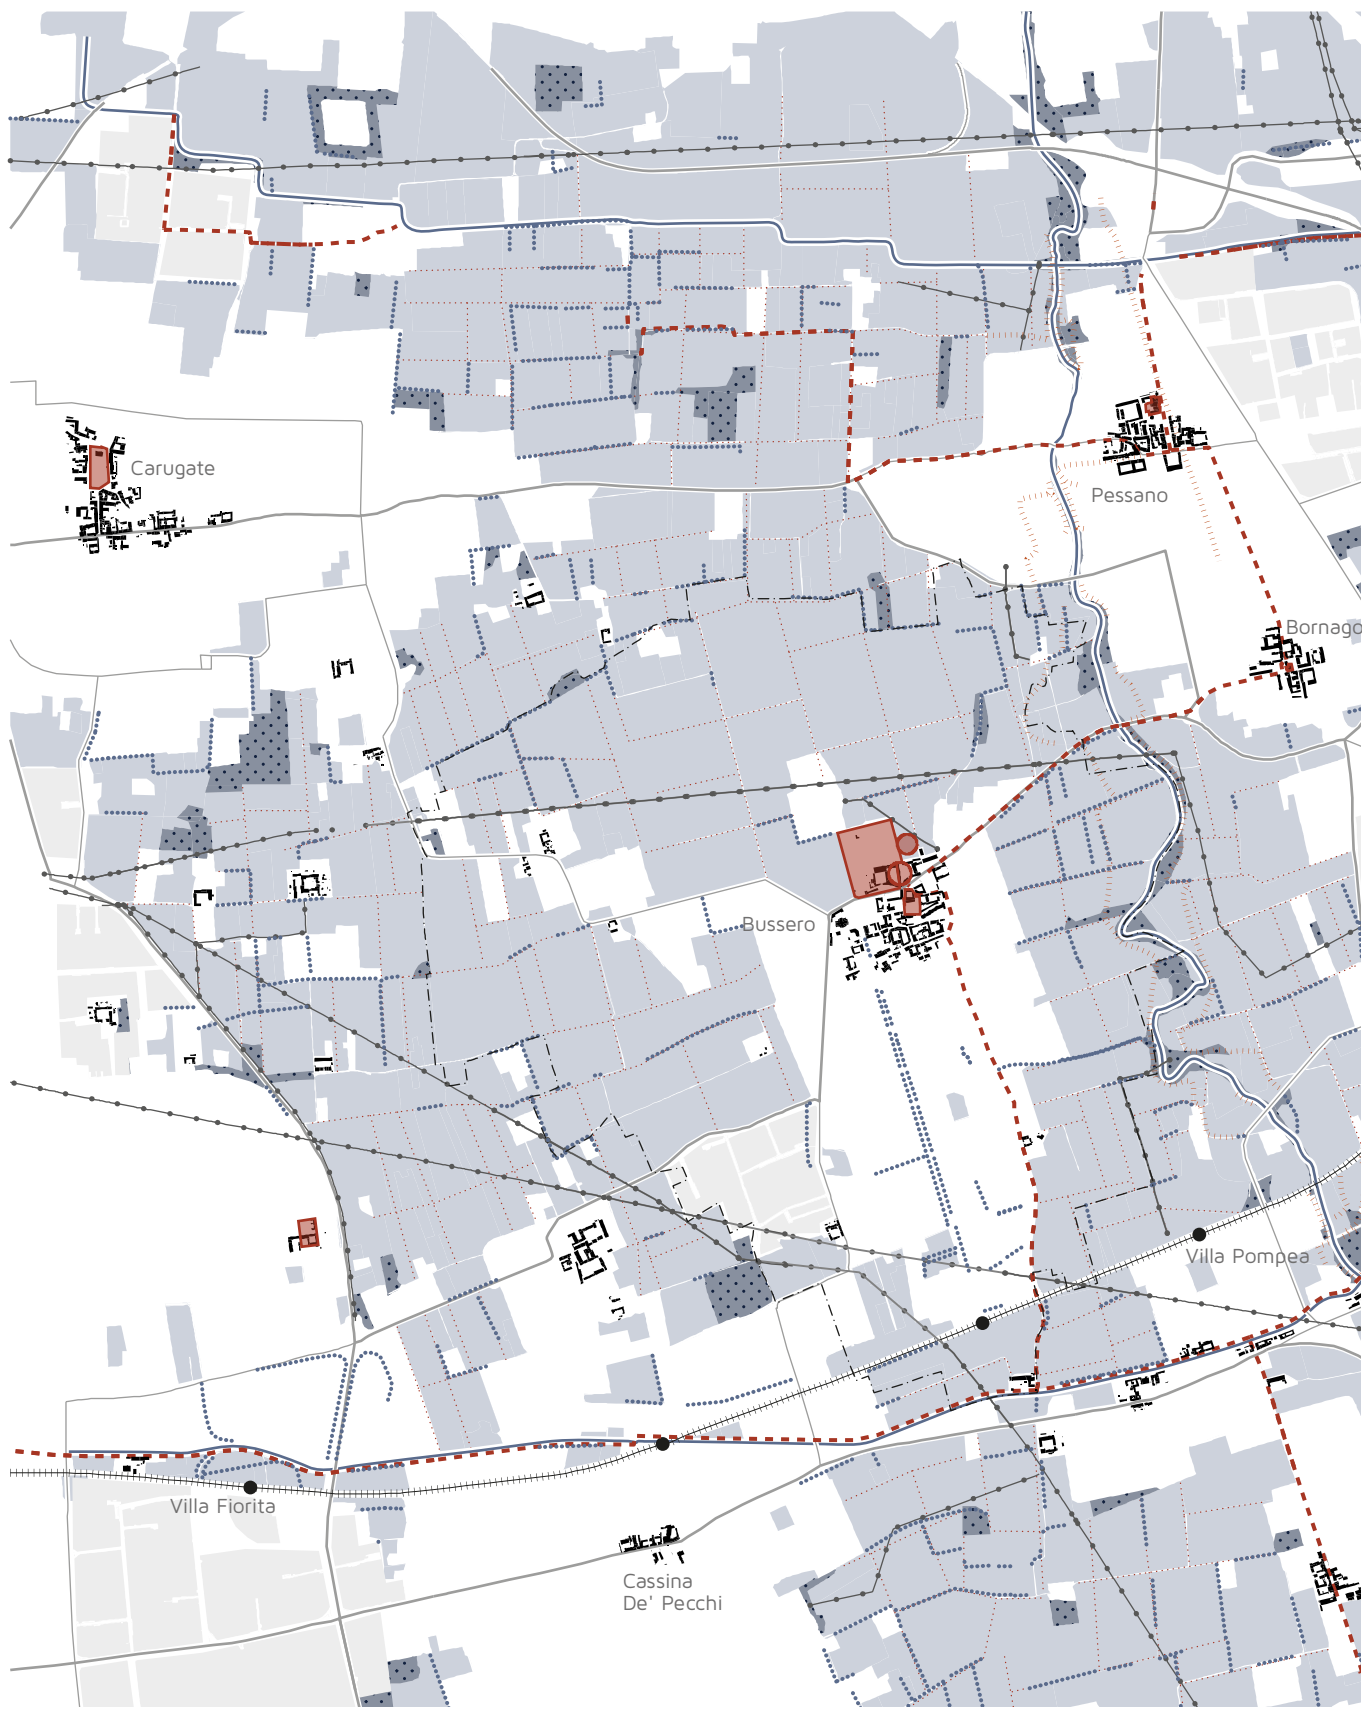 Carugate
Pessano
Bornago
Bussero
Villa Pompea
Villa Fiorita
Cassina
De' Pecchi